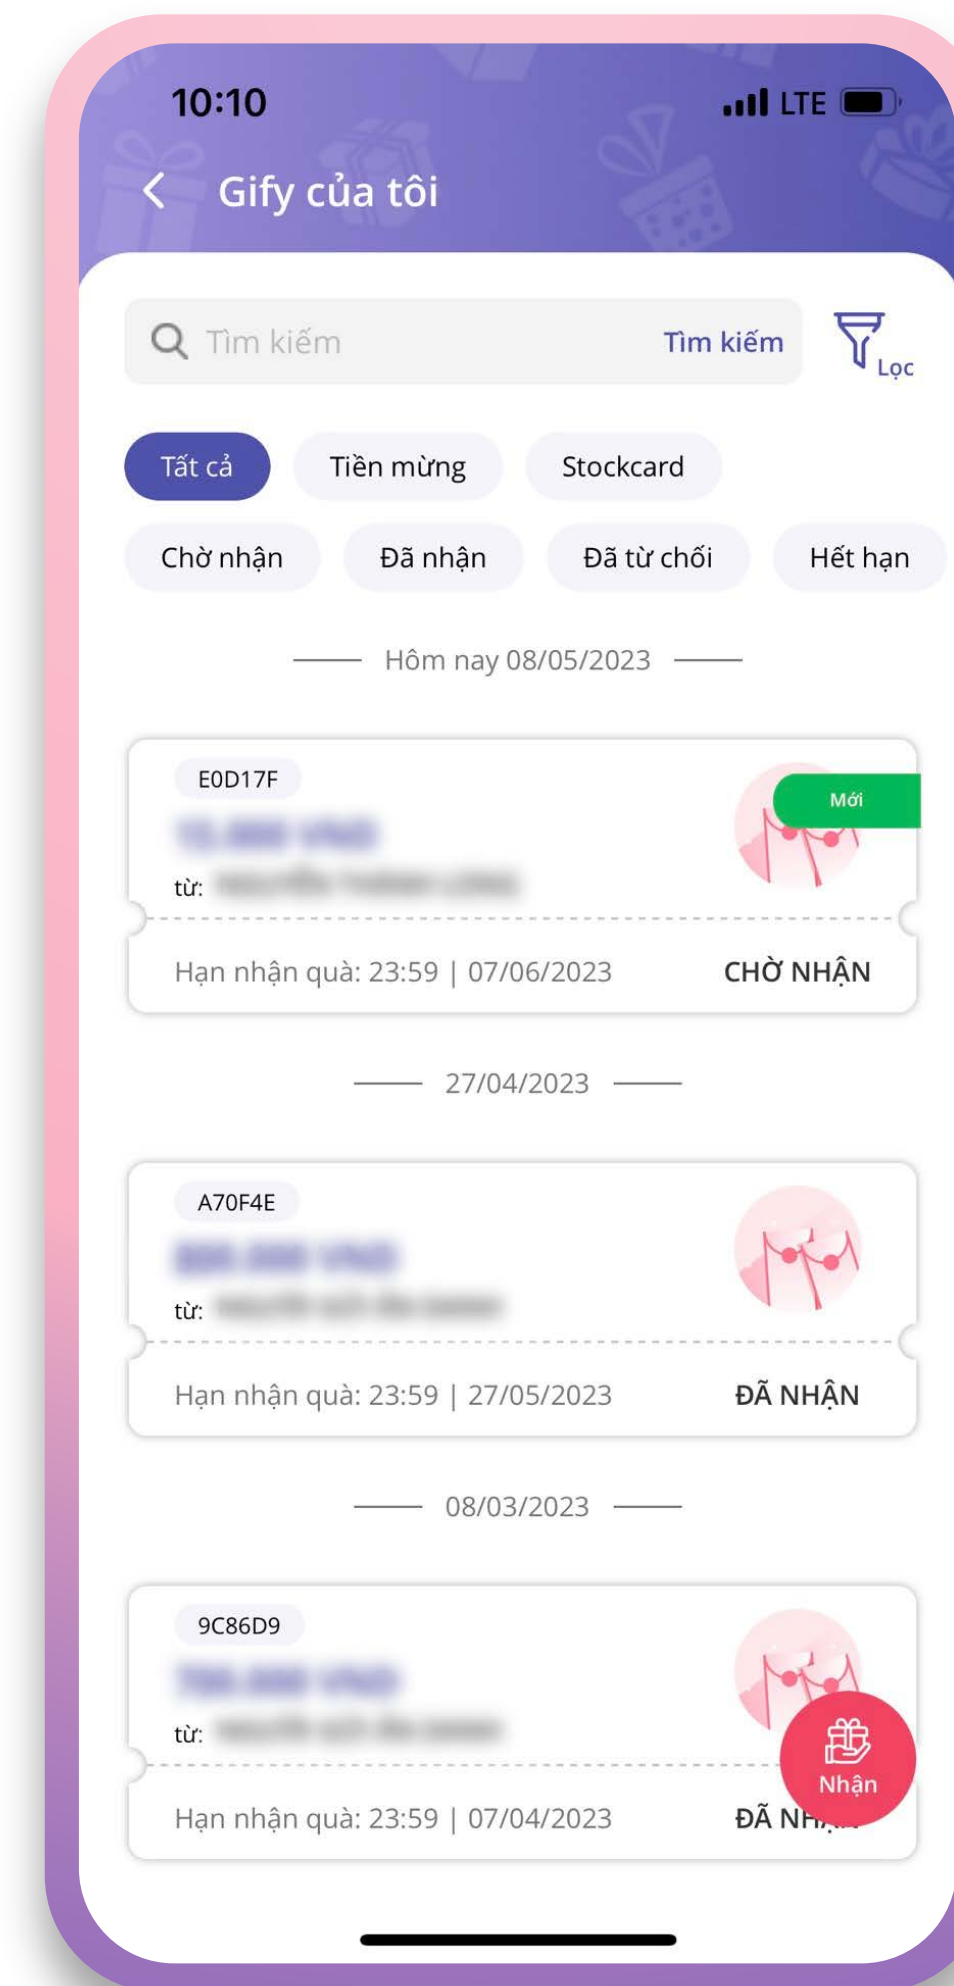 10:10 LTE
Gify của tôi
Tìm kiếm Tìm kiếm Lọc
Tất cả Tiền mừng Stockcard
Chờ nhận Đã nhận Đã từ chối Hết hạn
Hôm nay 08/05/2023
E0D17F
Mới
từ:
Hạn nhận quà: 23:59 | 07/06/2023 CHỜ NHẬN
27/04/2023
A70F4E
từ:
Hạn nhận quà: 23:59 | 27/05/2023 ĐÃ NHẬN
08/03/2023
9C86D9
từ:
Nhận
Hạn nhận quà: 23:59 | 07/04/2023 ĐÃ